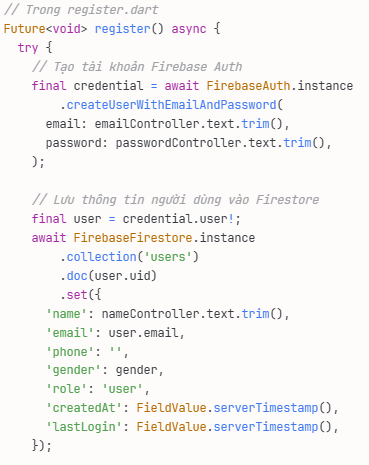 // Trong register.dart
Future<void> register() async {
  try {
    // Tạo tài khoản Firebase Auth
    final credential = await FirebaseAuth.instance
        .createUserWithEmailAndPassword(
      email: emailController.text.trim(),
      password: passwordController.text.trim(),
    );

    // Lưu thông tin người dùng vào Firestore
    final user = credential.user!;
    await FirebaseFirestore.instance
        .collection('users')
        .doc(user.uid)
        .set({
      'name': nameController.text.trim(),
      'email': user.email,
      'phone': '',
      'gender': gender,
      'role': 'user',
      'createdAt': FieldValue.serverTimestamp(),
      'lastLogin': FieldValue.serverTimestamp(),
    });